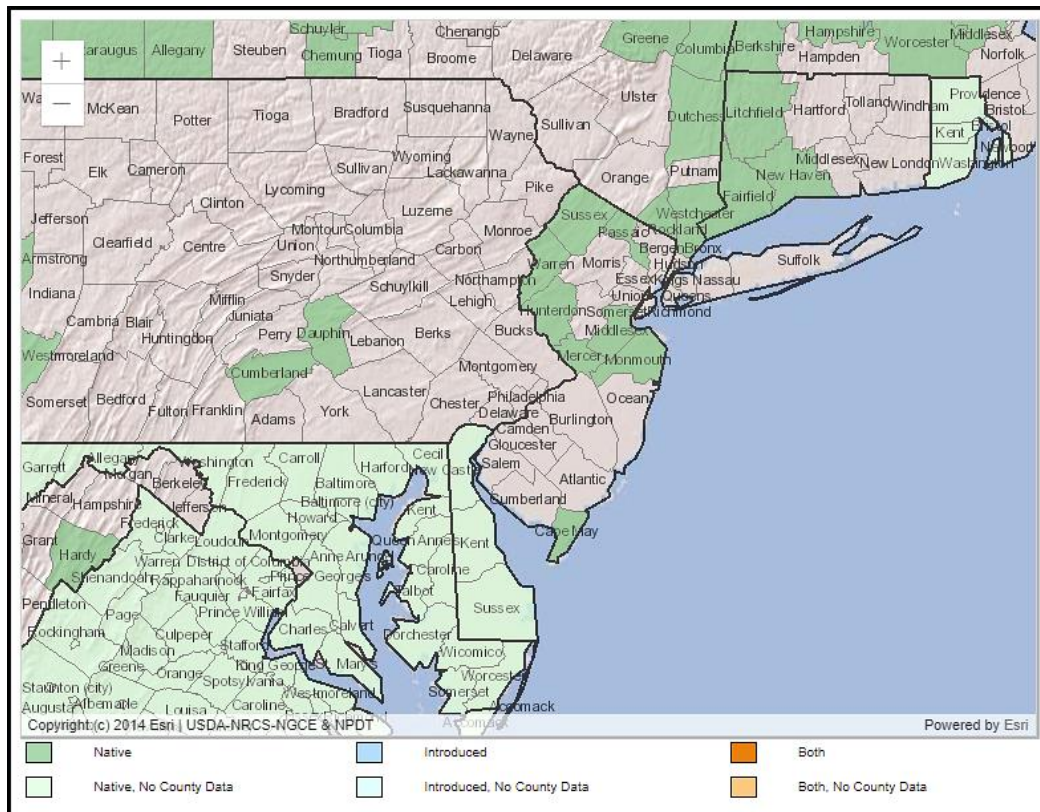 Schuyler Chenango Greene Columbia Berkshire Hampshire Worcester Middlesex
+ Allegany Steuben Chemung Tioga Broome Delaware Hampden Norfolk
−
McKean Potter Tioga Bradford Susquehanna Wayne Sullivan Ulster Dutchess Litchfield Hartford Tolland Windham Providence Bristol
Forest Elk Cameron Sullivan Wyoming Lackawanna Pike Orange Putnam New Haven Middlesex New London Kent Washington
Jefferson Clearfield Clinton Lycoming Luzerne Monroe Sussex Passaic Westchester Rockland Fairfield
Armstrong Centre Union Montour Columbia Carbon Warren Morris Bergen Bronx Suffolk
Indiana Snyder Northumberland Schuylkill Northampton Lehigh Essex Hudson Kings Nassau Union Queens
Cambria Blair Huntingdon Mifflin Juniata Perry Dauphin Lebanon Berks Bucks Hunterdon Somerset Richmond Middlesex
Westmoreland Cumberland Montgomery Mercer Monmouth
Somerset Bedford Fulton Franklin Adams York Lancaster Chester Philadelphia Delaware Burlington Ocean
Camden Gloucester
Garrett Allegany Washington Carroll Harford Cecil New Castle Salem Atlantic
Morgan Berkeley Frederick Baltimore Cumberland
Mineral Hampshire Jefferson Baltimore (city) Kent
Grant Frederick Howard Cape May
Hardy Clarke Loudoun Montgomery Anne Arundel Queen Annes Kent
Shenandoah Warren District of Columbia Prince Georges Caroline
Pendleton Rappahannock Fauquier Fairfax Talbot
Page Prince William Sussex
Rockingham Culpeper Charles Calvert Dorchester
Madison Stafford Wicomico
Greene Orange King George St. Marys Worcester
Spotsylvania Westmoreland Somerset
Augusta Albemarle Louisa Caroline Accomack
Copyright (c) 2014 Esri | USDA-NRCS-NGCE & NPDT Powered by Esri
Native Introduced Both
Native, No County Data Introduced, No County Data Both, No County Data